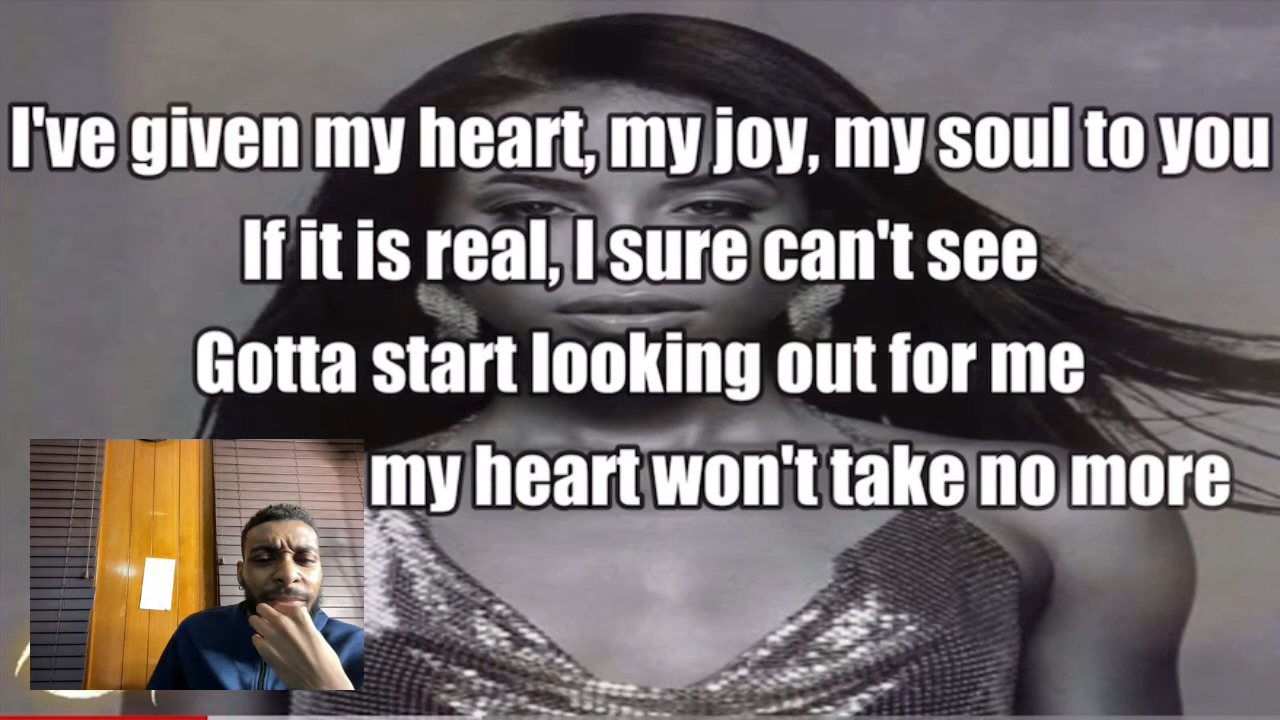 I've given my heart, my joy, my soul to you
If it is real, I sure can't see
Gotta start looking out for me
my heart won't take no more